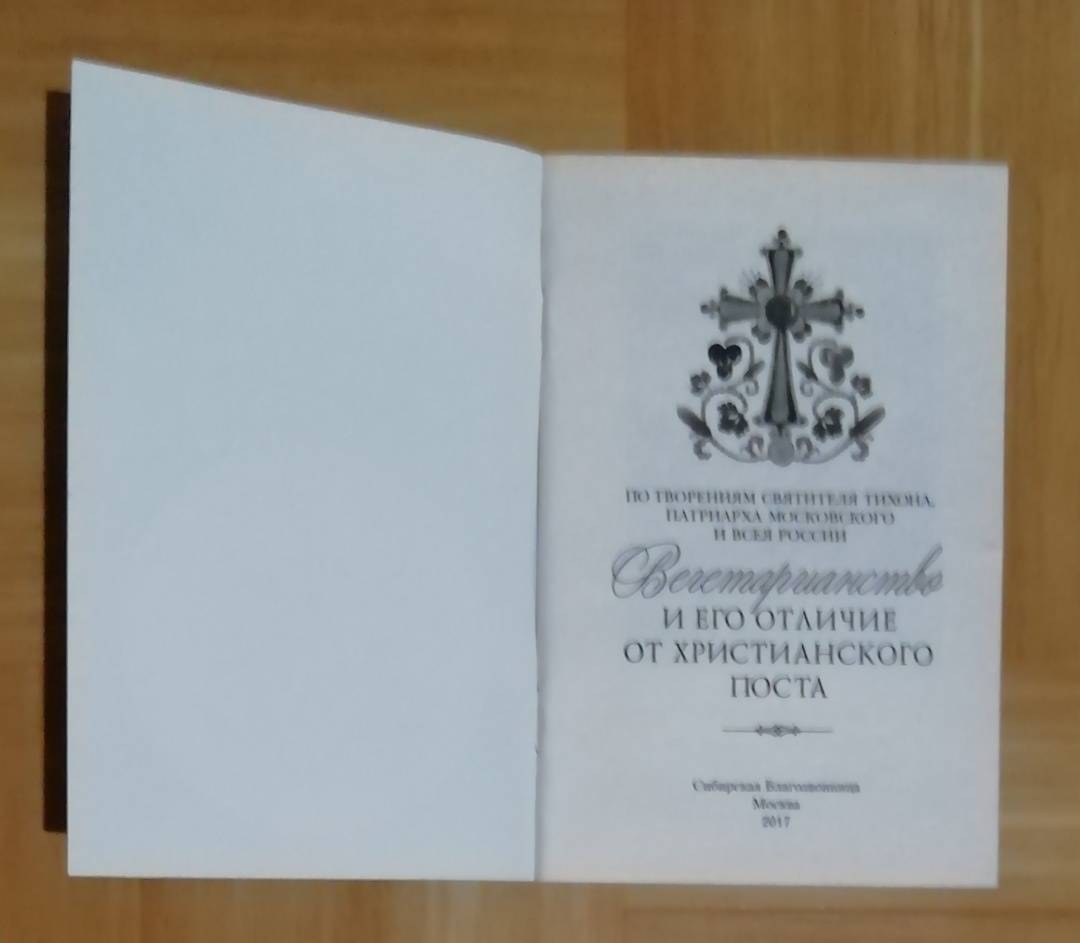 ПО ТВОРЕНИЯМ СВЯТИТЕЛЯ ТИХОНА,
ПАТРИАРХА МОСКОВСКОГО
И ВСЕЯ РОССИИ
Вегетарианство
И ЕГО ОТЛИЧИЕ
ОТ ХРИСТИАНСКОГО
ПОСТА
Сибирская Благозвонница
Москва
2017